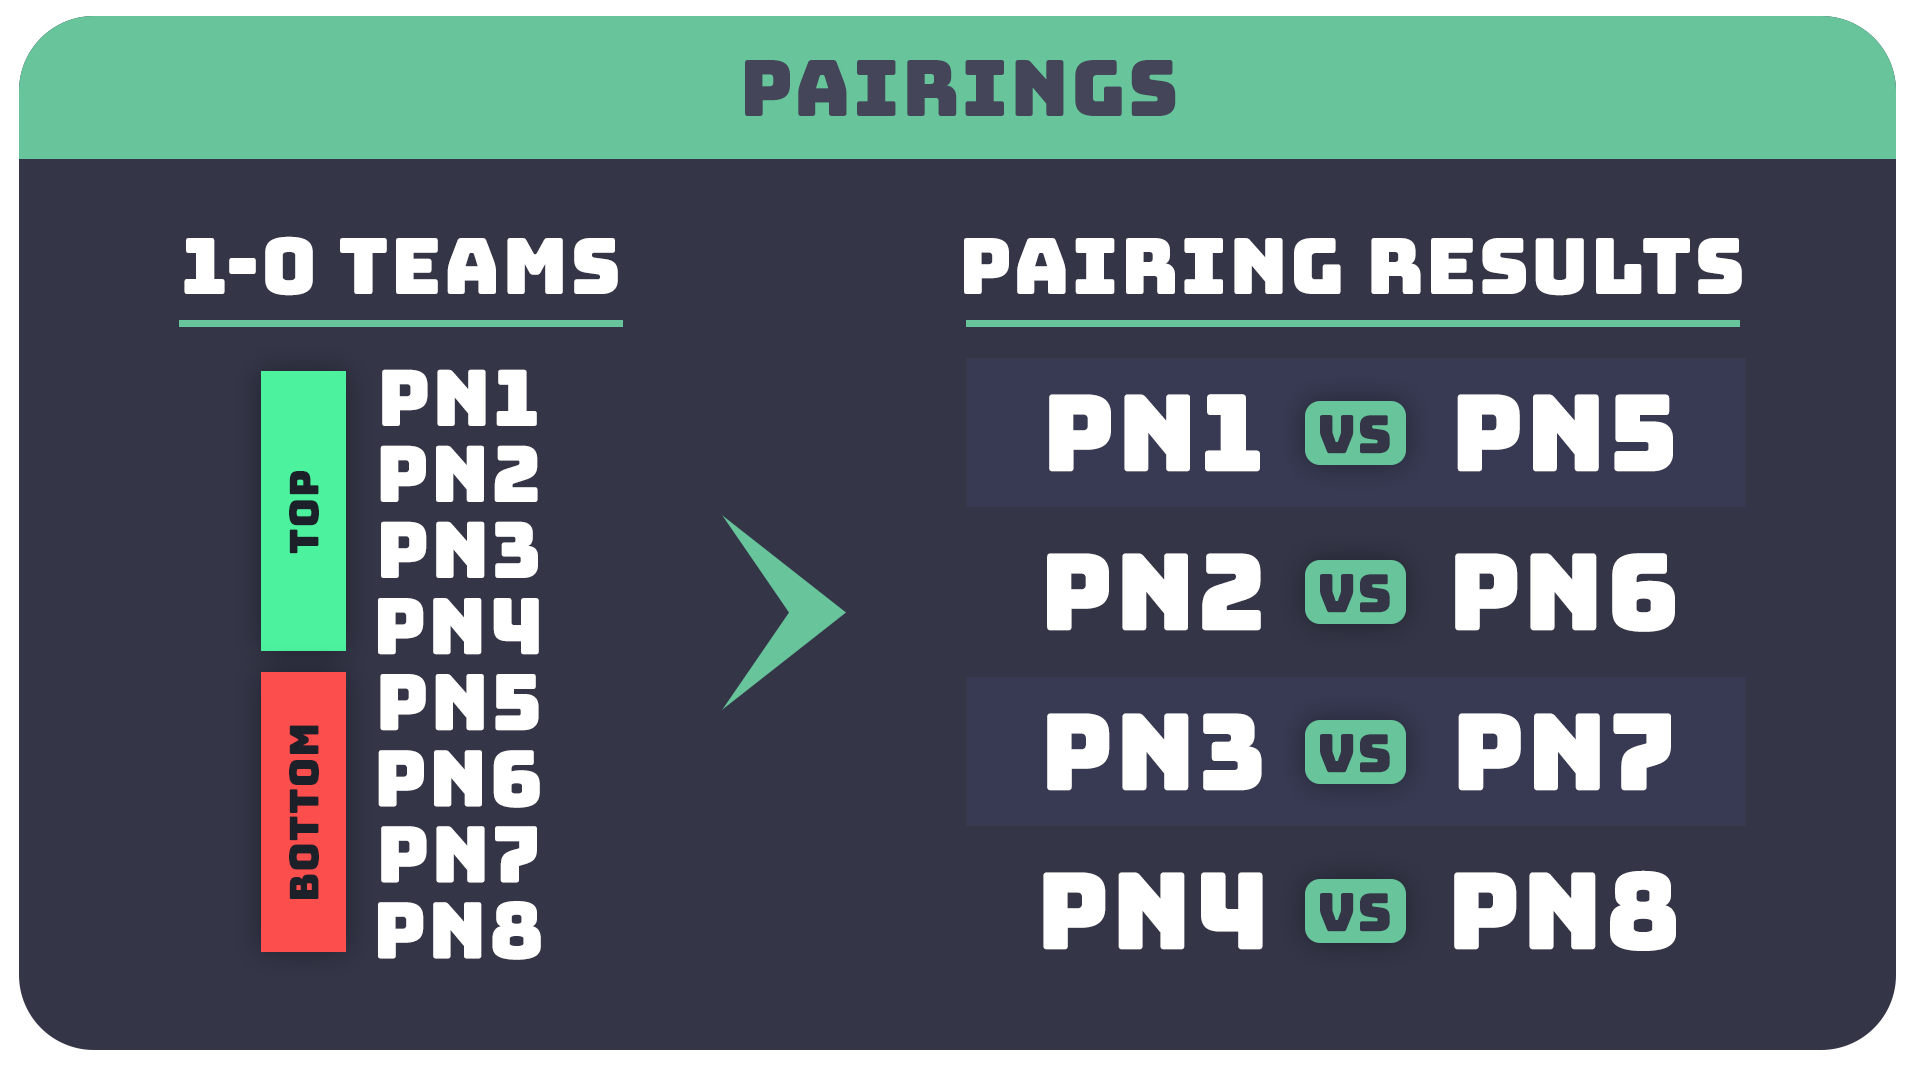 PAIRINGS
1-0 TEAMS
TOP
PN1
PN2
PN3
PN4
BOTTOM
PN5
PN6
PN7
PN8
PAIRING RESULTS
PN1 VS PN5
PN2 VS PN6
PN3 VS PN7
PN4 VS PN8